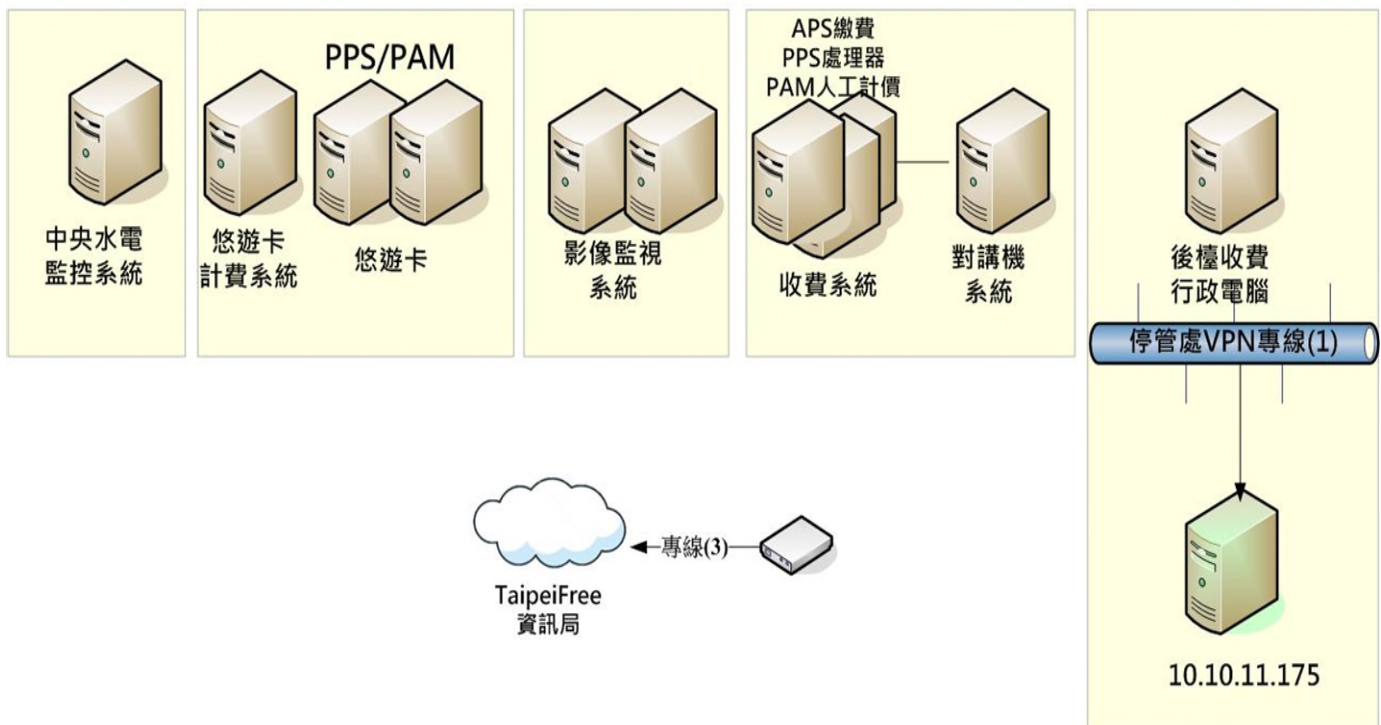 中央水電
監控系統
PPS/PAM
悠遊卡
計費系統
悠遊卡
影像監視
系統
APS繳費
PPS處理器
PAM人工計價
收費系統
對講機
系統
後檯收費
行政電腦
停管處VPN專線(1)
10.10.11.175
專線(3)
TaipeiFree
資訊局